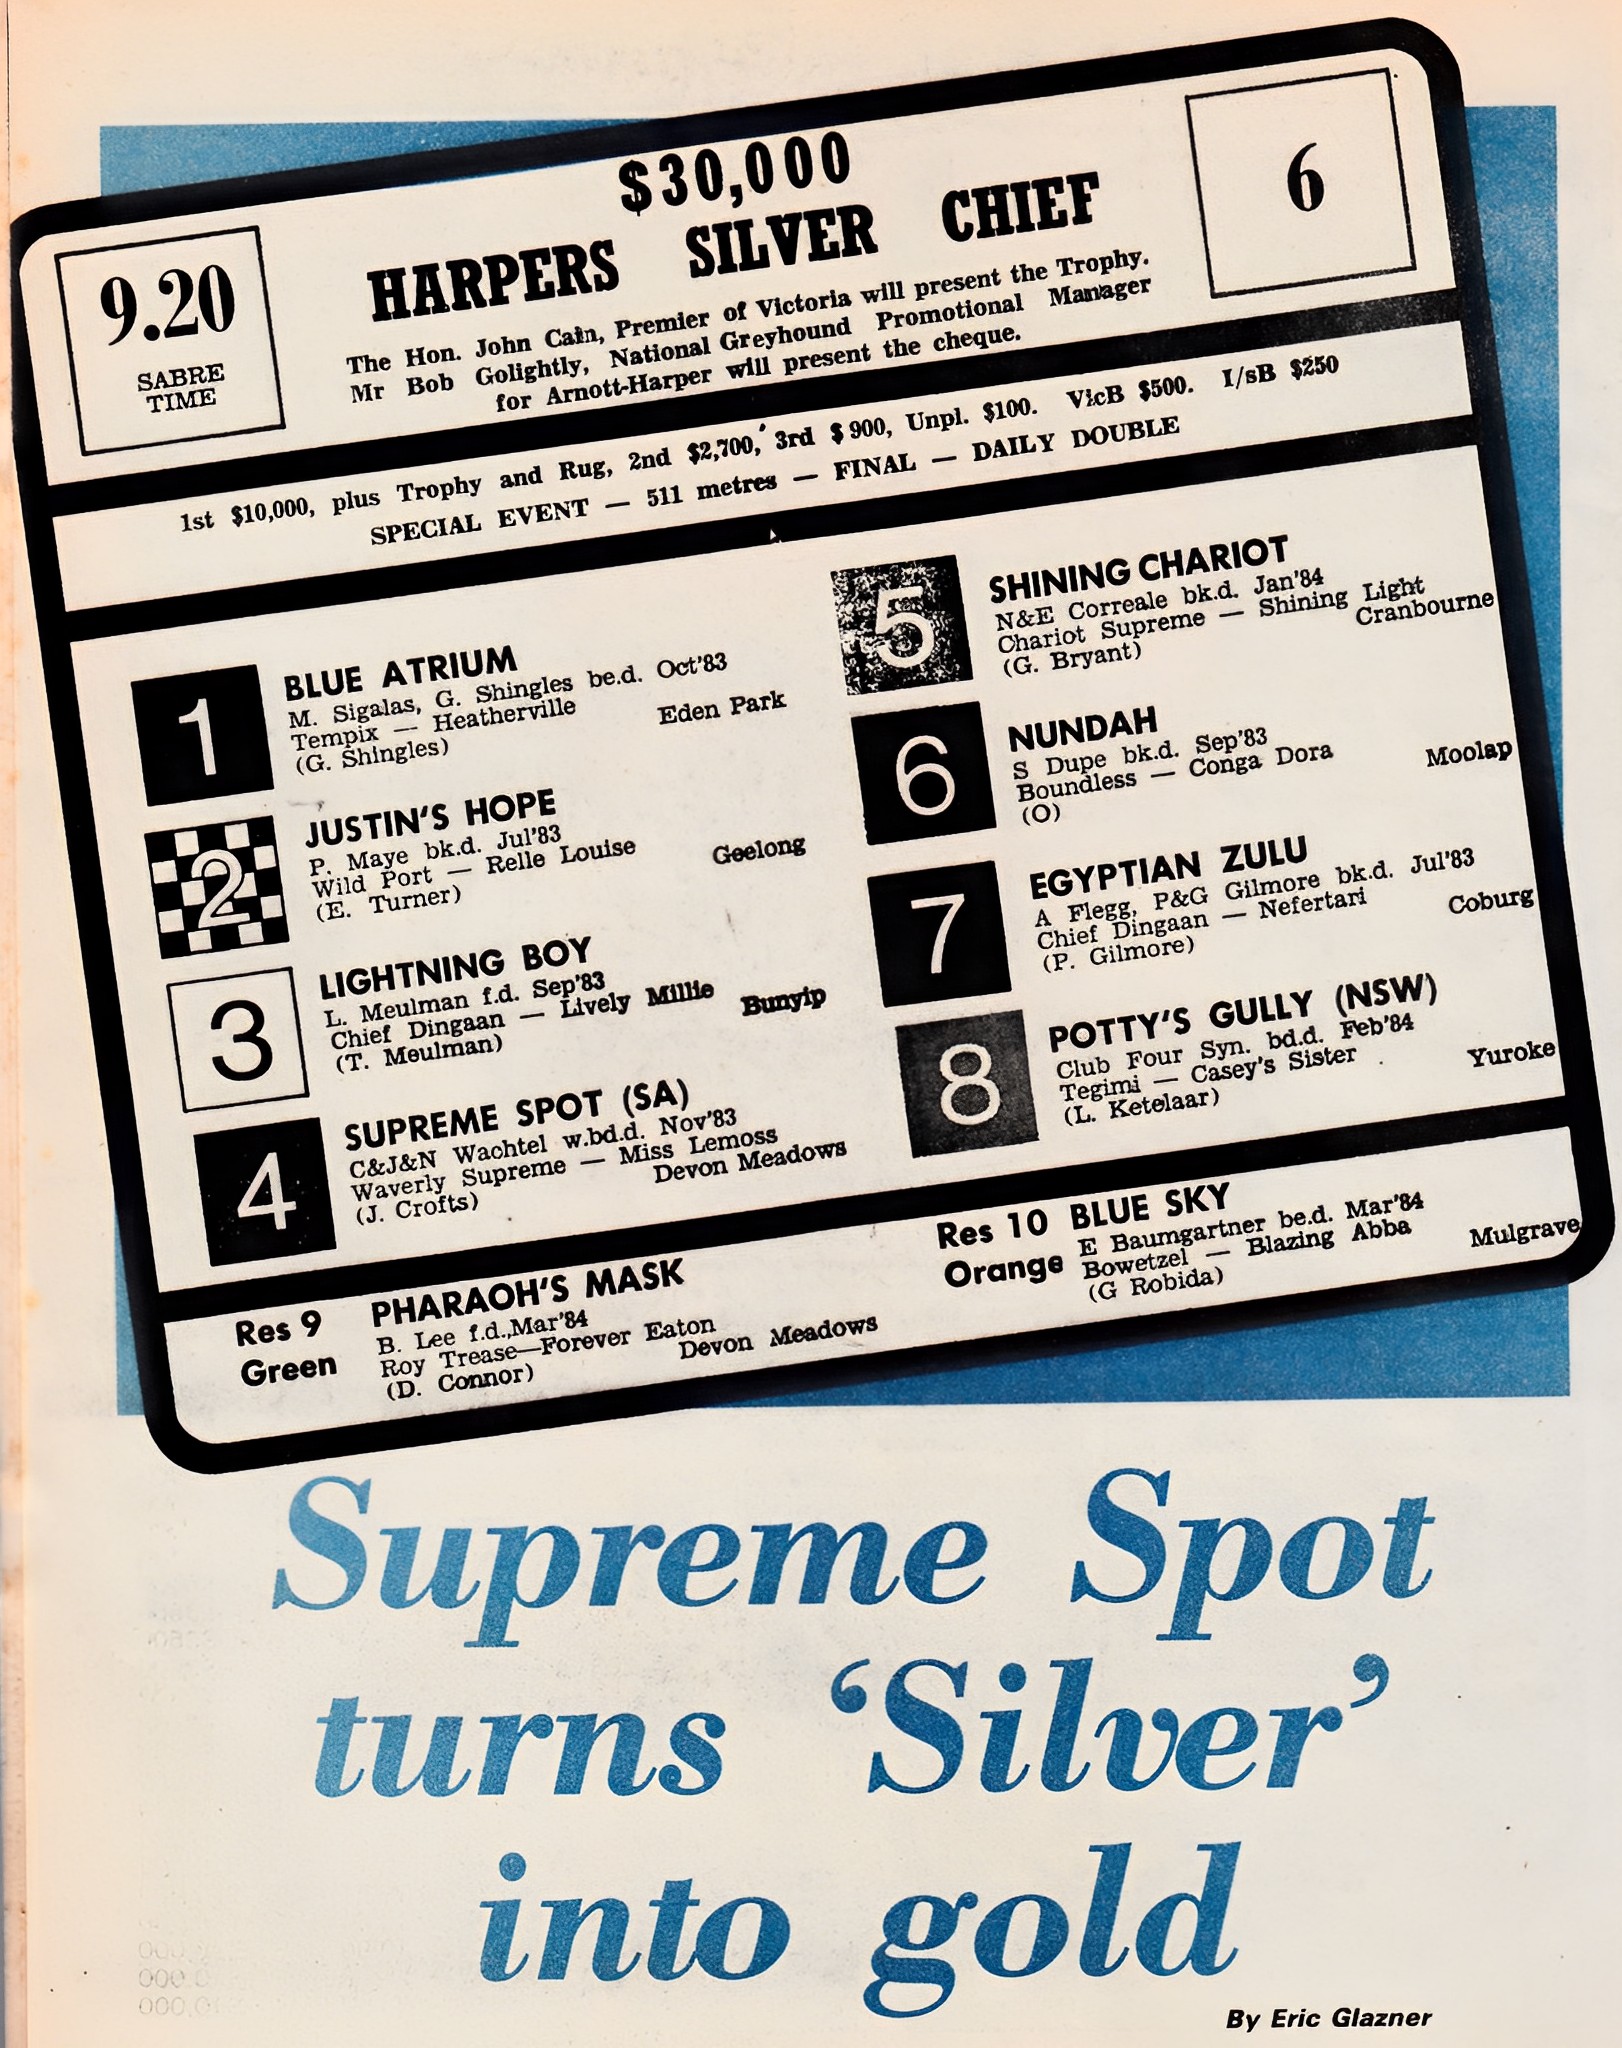 $30,000
HARPERS SILVER CHIEF
The Hon. John Cain, Premier of Victoria will present the Trophy.
Mr Bob Golightly, National Greyhound Promotional Manager
for Arnott-Harper will present the cheque.
9.20
SABRE
TIME
6
1st $10,000, plus Trophy and Rug, 2nd $2,700, 3rd $900, Unpl. $100. VicB $500. I/sB $250
SPECIAL EVENT — 511 metres — FINAL — DAILY DOUBLE
1
BLUE ATRIUM
M. Sigalas, G. Shingles be.d. Oct'83
Tempix — Heatherville Eden Park
(G. Shingles)
2
JUSTIN'S HOPE
P. Maye bk.d. Jul'83
Wild Port — Relle Louise Geelong
(E. Turner)
3
LIGHTNING BOY
L. Meulman f.d. Sep'83
Chief Dingaan — Lively Millie Bunyip
(T. Meulman)
4
SUPREME SPOT (SA)
C&J&N Wachtel w.bd.d. Nov'83
Waverly Supreme — Miss Lemoss
Devon Meadows
(J. Crofts)
5
SHINING CHARIOT
N&E Correale bk.d. Jan'84
Chariot Supreme — Shining Light
Cranbourne
(G. Bryant)
6
NUNDAH
S Dupe bk.d. Sep'83
Boundless — Conga Dora Moolap
(O)
7
EGYPTIAN ZULU
A Flegg, P&G Gilmore bk.d. Jul'83
Chief Dingaan — Nefertari Coburg
(P. Gilmore)
8
POTTY'S GULLY (NSW)
Club Four Syn. bd.d. Feb'84
Tegimi — Casey's Sister Yuroke
(L. Ketelaar)
Res 9
Green
PHARAOH'S MASK
B. Lee f.d.,Mar'84
Roy Trease—Forever Eaton
Devon Meadows
(D. Connor)
Res 10
Orange
BLUE SKY
E Baumgartner be.d. Mar'84
Bowetzel — Blazing Abba Mulgrave
(G Robida)
Supreme Spot
turns 'Silver'
into gold
By Eric Glazner